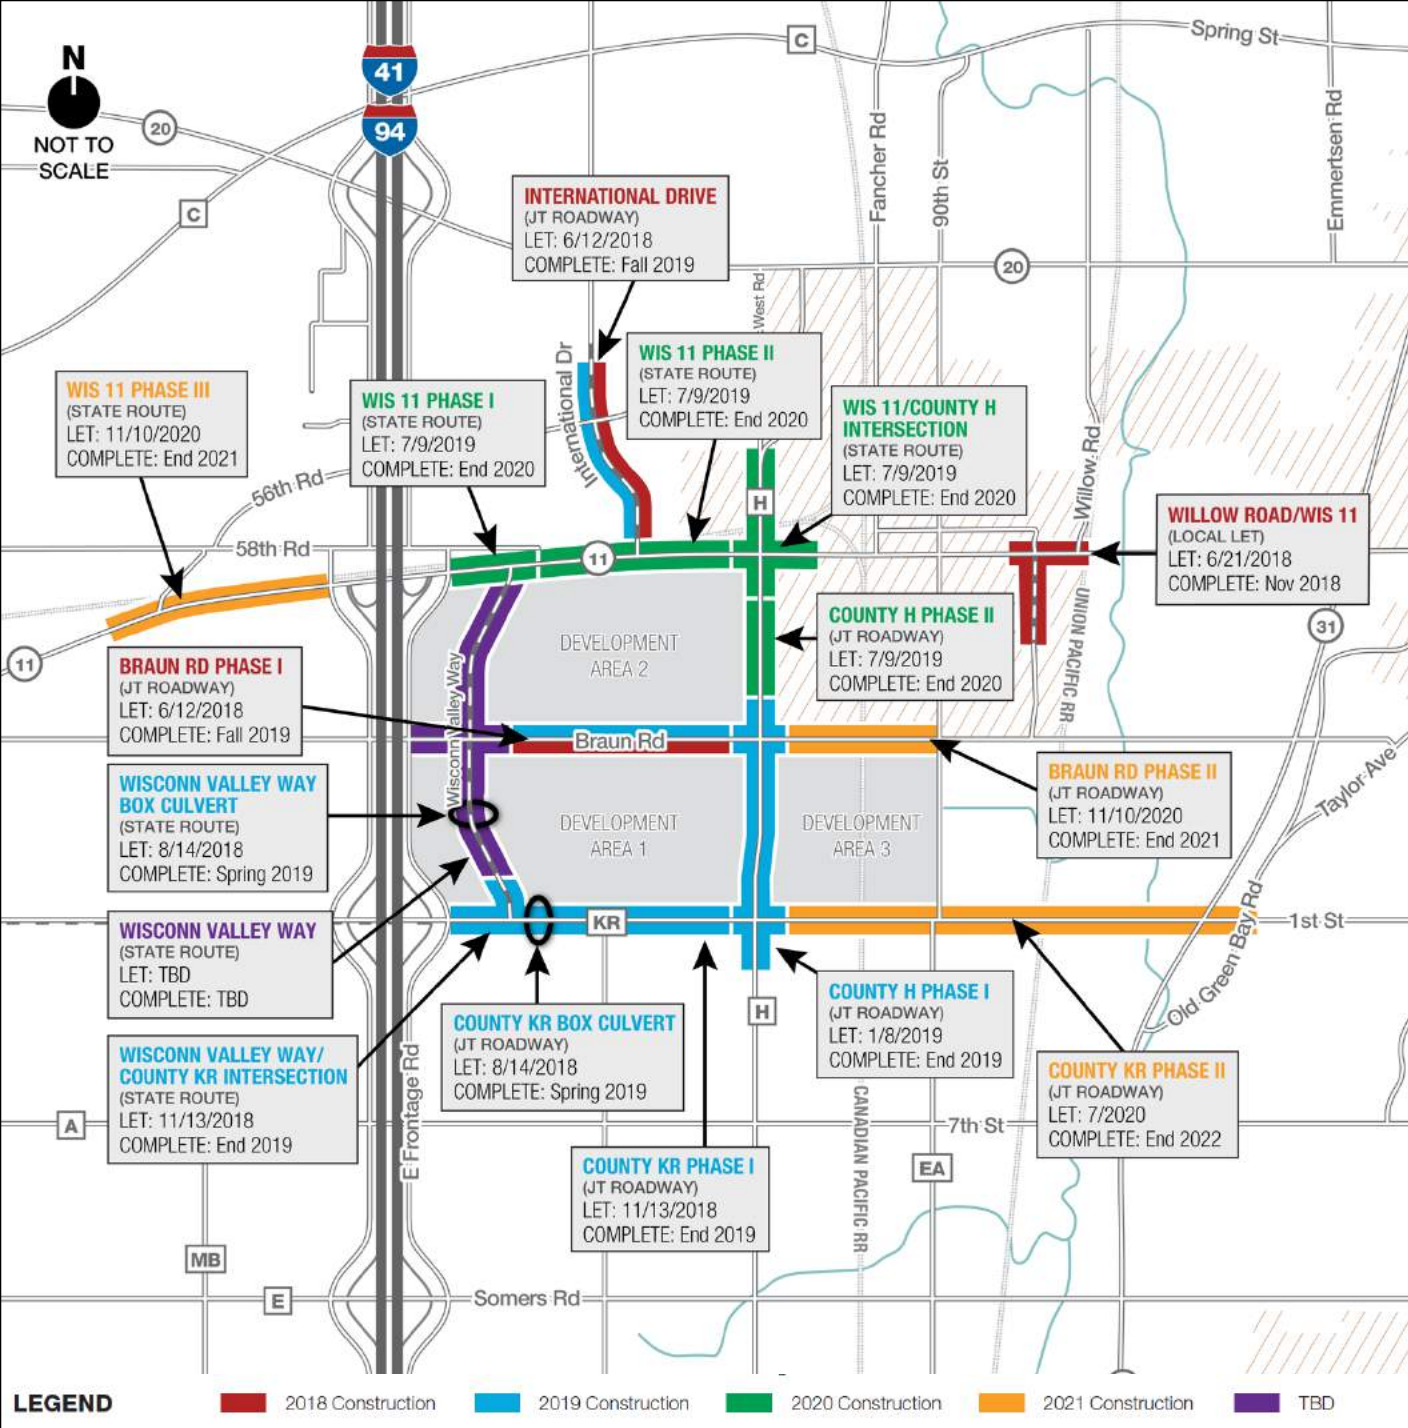 C
Spring St
41
N
94
20
NOT TO
SCALE
Fancher Rd
90th St
Emmertsen Rd
C
INTERNATIONAL DRIVE
(JT ROADWAY)
LET: 6/12/2018
COMPLETE: Fall 2019
20
West Rd
International Dr
WIS 11 PHASE II
(STATE ROUTE)
LET: 7/9/2019
COMPLETE: End 2020
WIS 11 PHASE III
(STATE ROUTE)
LET: 11/10/2020
COMPLETE: End 2021
WIS 11 PHASE I
(STATE ROUTE)
LET: 7/9/2019
COMPLETE: End 2020
WIS 11/COUNTY H
INTERSECTION
(STATE ROUTE)
LET: 7/9/2019
COMPLETE: End 2020
Willow Rd
56th Rd
H
WILLOW ROAD/WIS 11
(LOCAL LET)
LET: 6/21/2018
COMPLETE: Nov 2018
58th Rd
11
UNION PACIFIC RR
COUNTY H PHASE II
(JT ROADWAY)
LET: 7/9/2019
COMPLETE: End 2020
31
DEVELOPMENT
AREA 2
11
BRAUN RD PHASE I
(JT ROADWAY)
LET: 6/12/2018
COMPLETE: Fall 2019
Wisconn Valley Way
Braun Rd
BRAUN RD PHASE II
(JT ROADWAY)
LET: 11/10/2020
COMPLETE: End 2021
Taylor Ave
WISCONN VALLEY WAY
BOX CULVERT
(STATE ROUTE)
LET: 8/14/2018
COMPLETE: Spring 2019
DEVELOPMENT
AREA 1
DEVELOPMENT
AREA 3
WISCONN VALLEY WAY
(STATE ROUTE)
LET: TBD
COMPLETE: TBD
KR
1st St
Old Green Bay Rd
COUNTY H PHASE I
(JT ROADWAY)
LET: 1/8/2019
COMPLETE: End 2019
H
COUNTY KR BOX CULVERT
(JT ROADWAY)
LET: 8/14/2018
COMPLETE: Spring 2019
WISCONN VALLEY WAY/
COUNTY KR INTERSECTION
(STATE ROUTE)
LET: 11/13/2018
COMPLETE: End 2019
E Frontage Rd
COUNTY KR PHASE II
(JT ROADWAY)
LET: 7/2020
COMPLETE: End 2022
A
7th St
CANADIAN PACIFIC RR
COUNTY KR PHASE I
(JT ROADWAY)
LET: 11/13/2018
COMPLETE: End 2019
EA
MB
E
Somers Rd
LEGEND
2018 Construction
2019 Construction
2020 Construction
2021 Construction
TBD